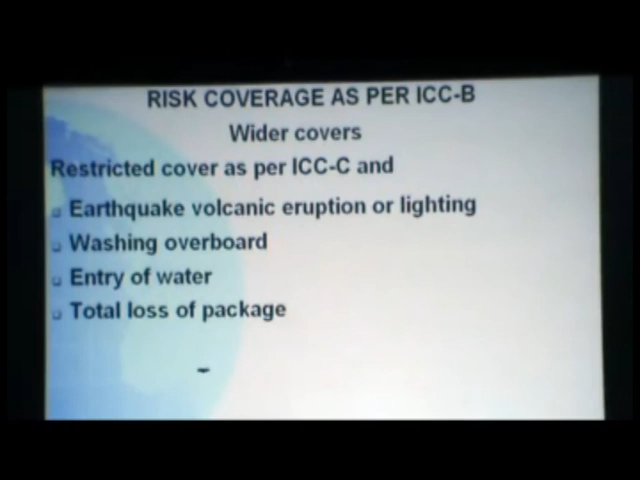 RISK COVERAGE AS PER ICC-B
Wider covers
Restricted cover as per ICC-C and
Earthquake volcanic eruption or lighting
Washing overboard
Entry of water
Total loss of package